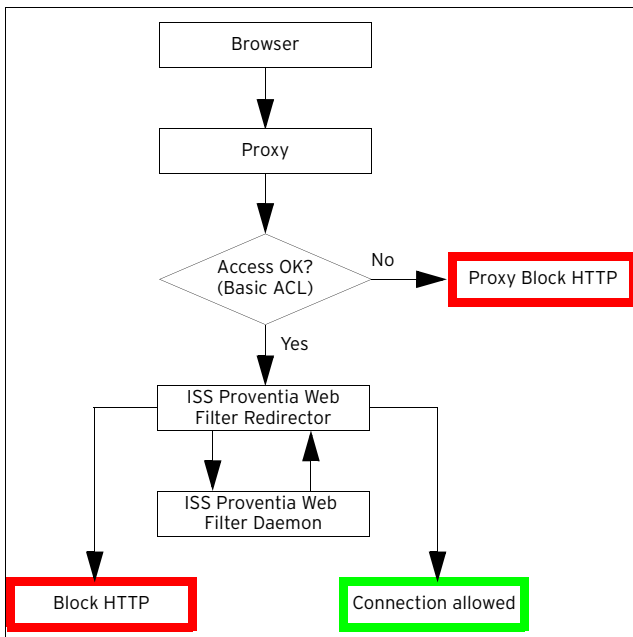 Browser
Proxy
Access OK?
(Basic ACL)
No
Proxy Block HTTP
Yes
ISS Proventia Web
Filter Redirector
ISS Proventia Web
Filter Daemon
Block HTTP
Connection allowed